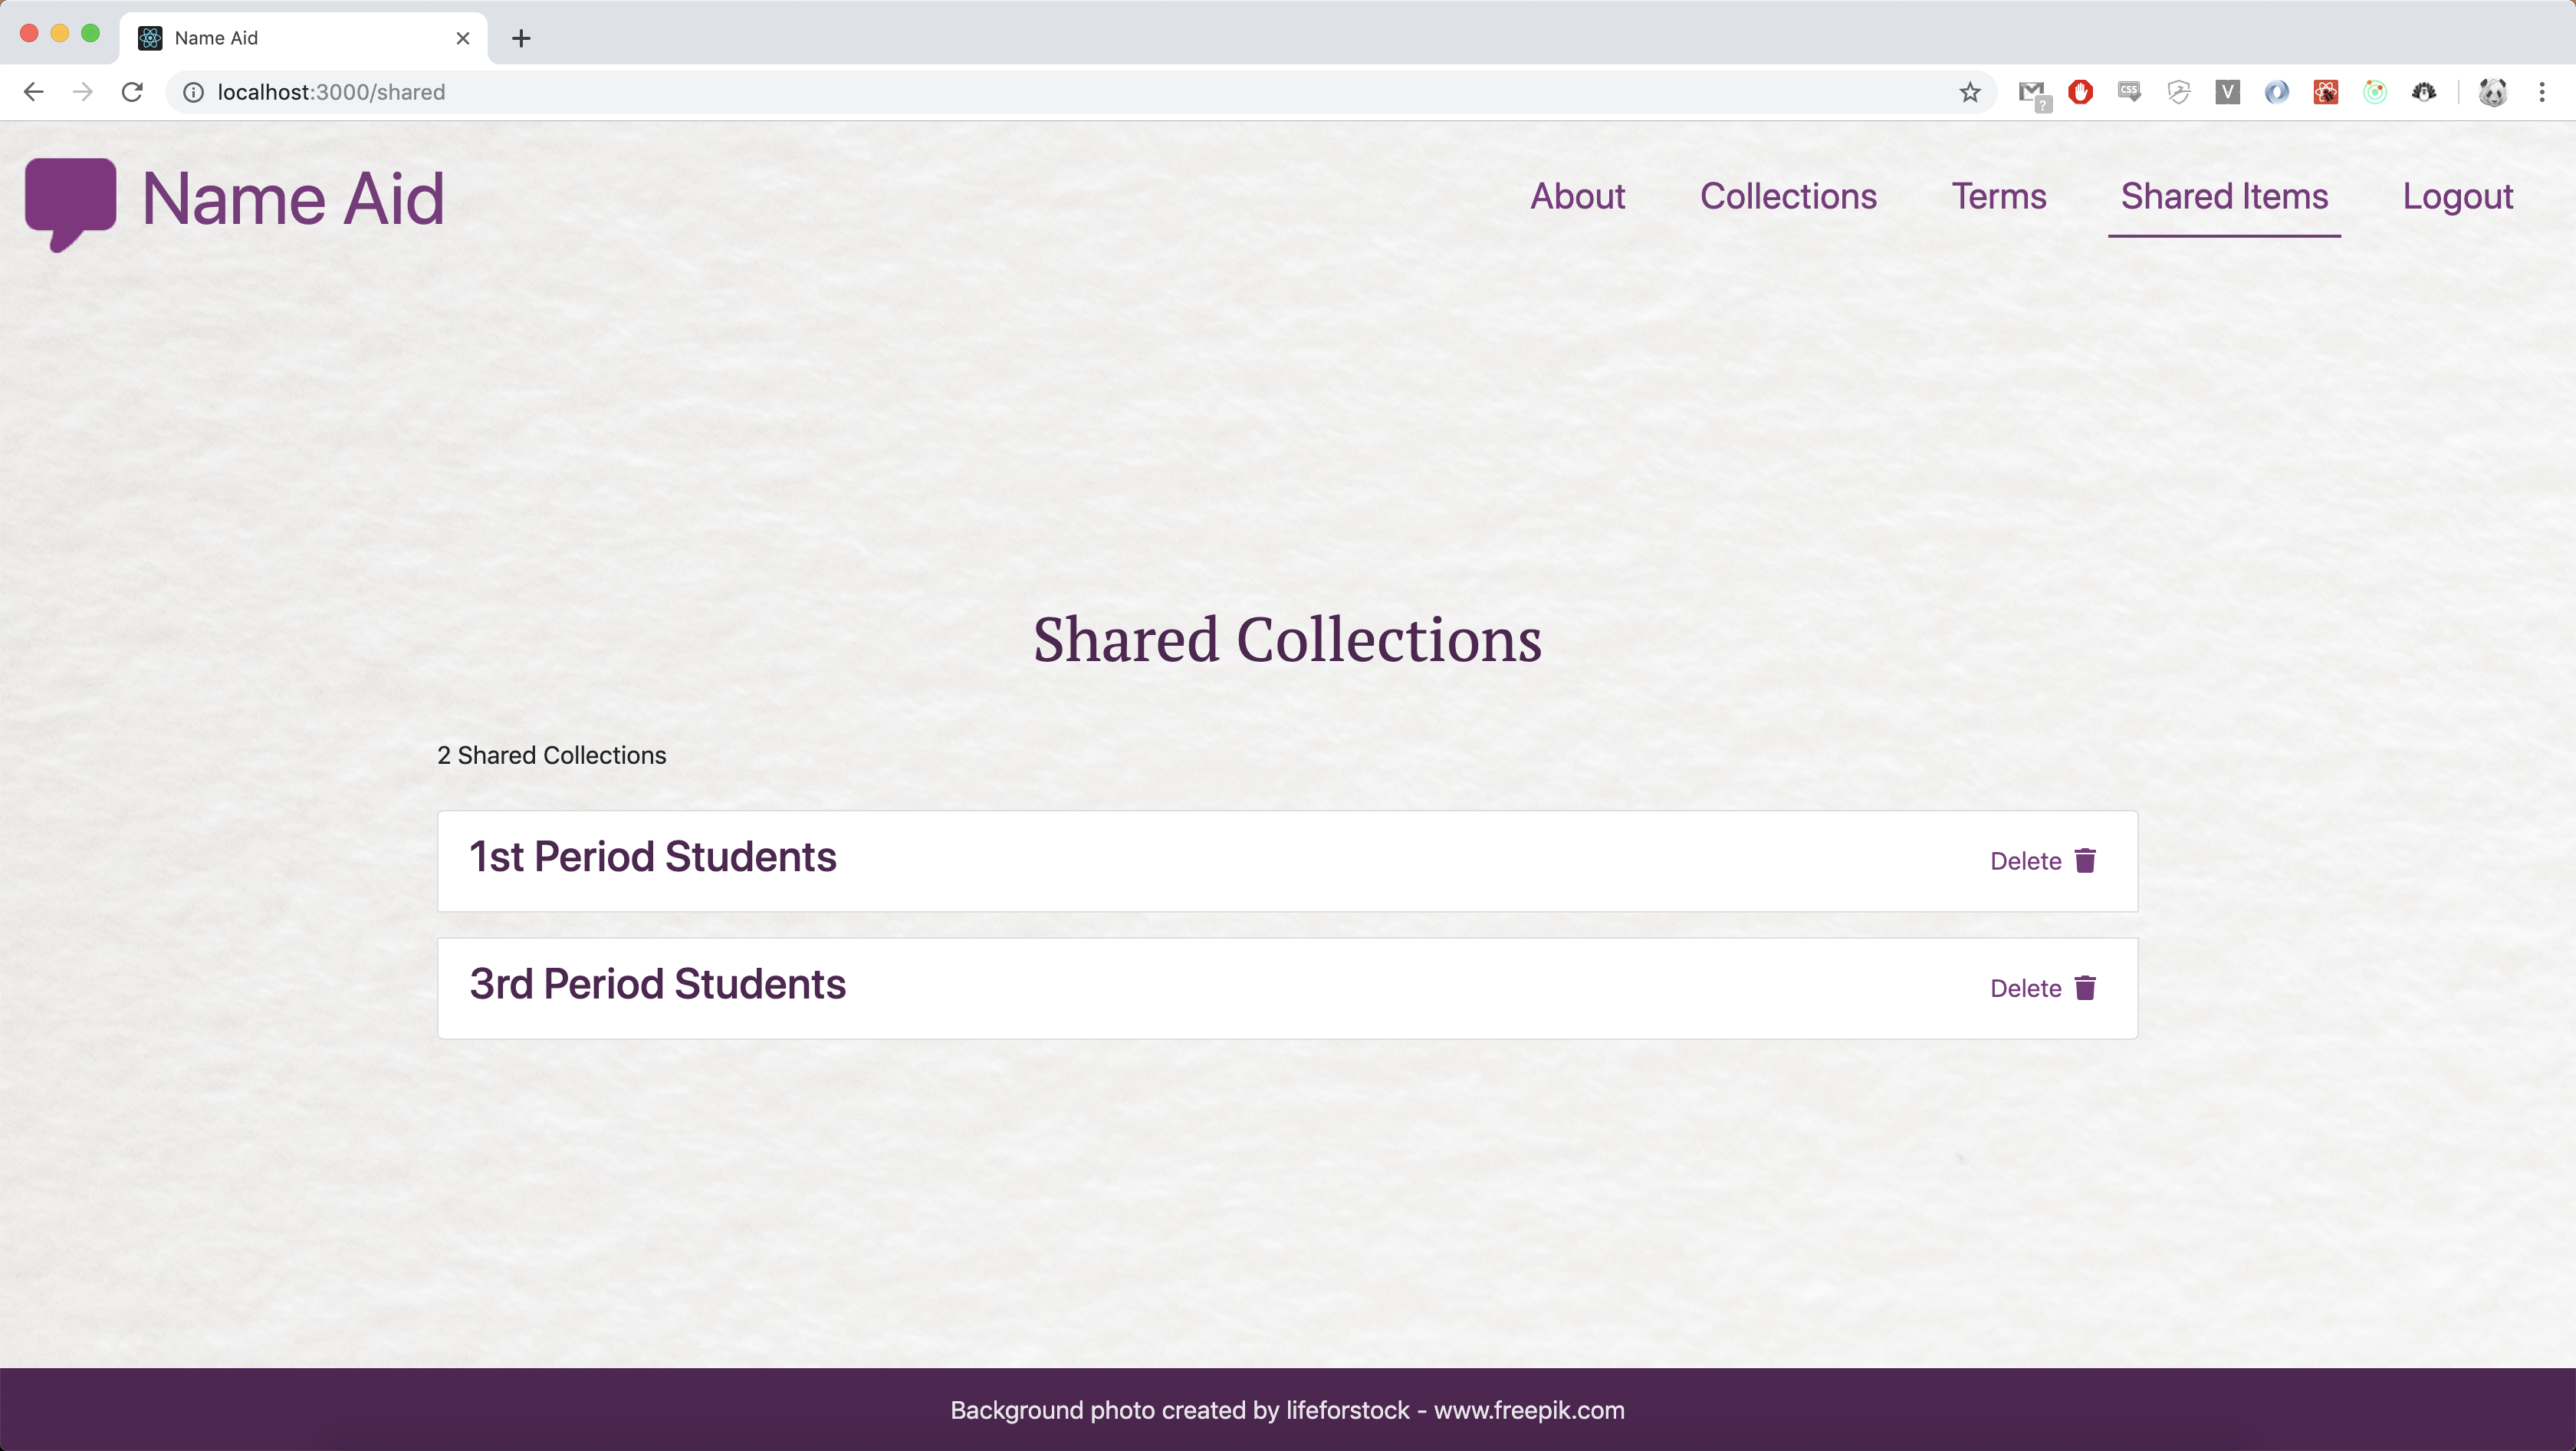 Name Aid
localhost:3000/shared
?
CSS
V
Name Aid
About
Collections
Terms
Shared Items
Logout
Shared Collections
2 Shared Collections
1st Period Students
Delete
3rd Period Students
Delete
Background photo created by lifeforstock - www.freepik.com